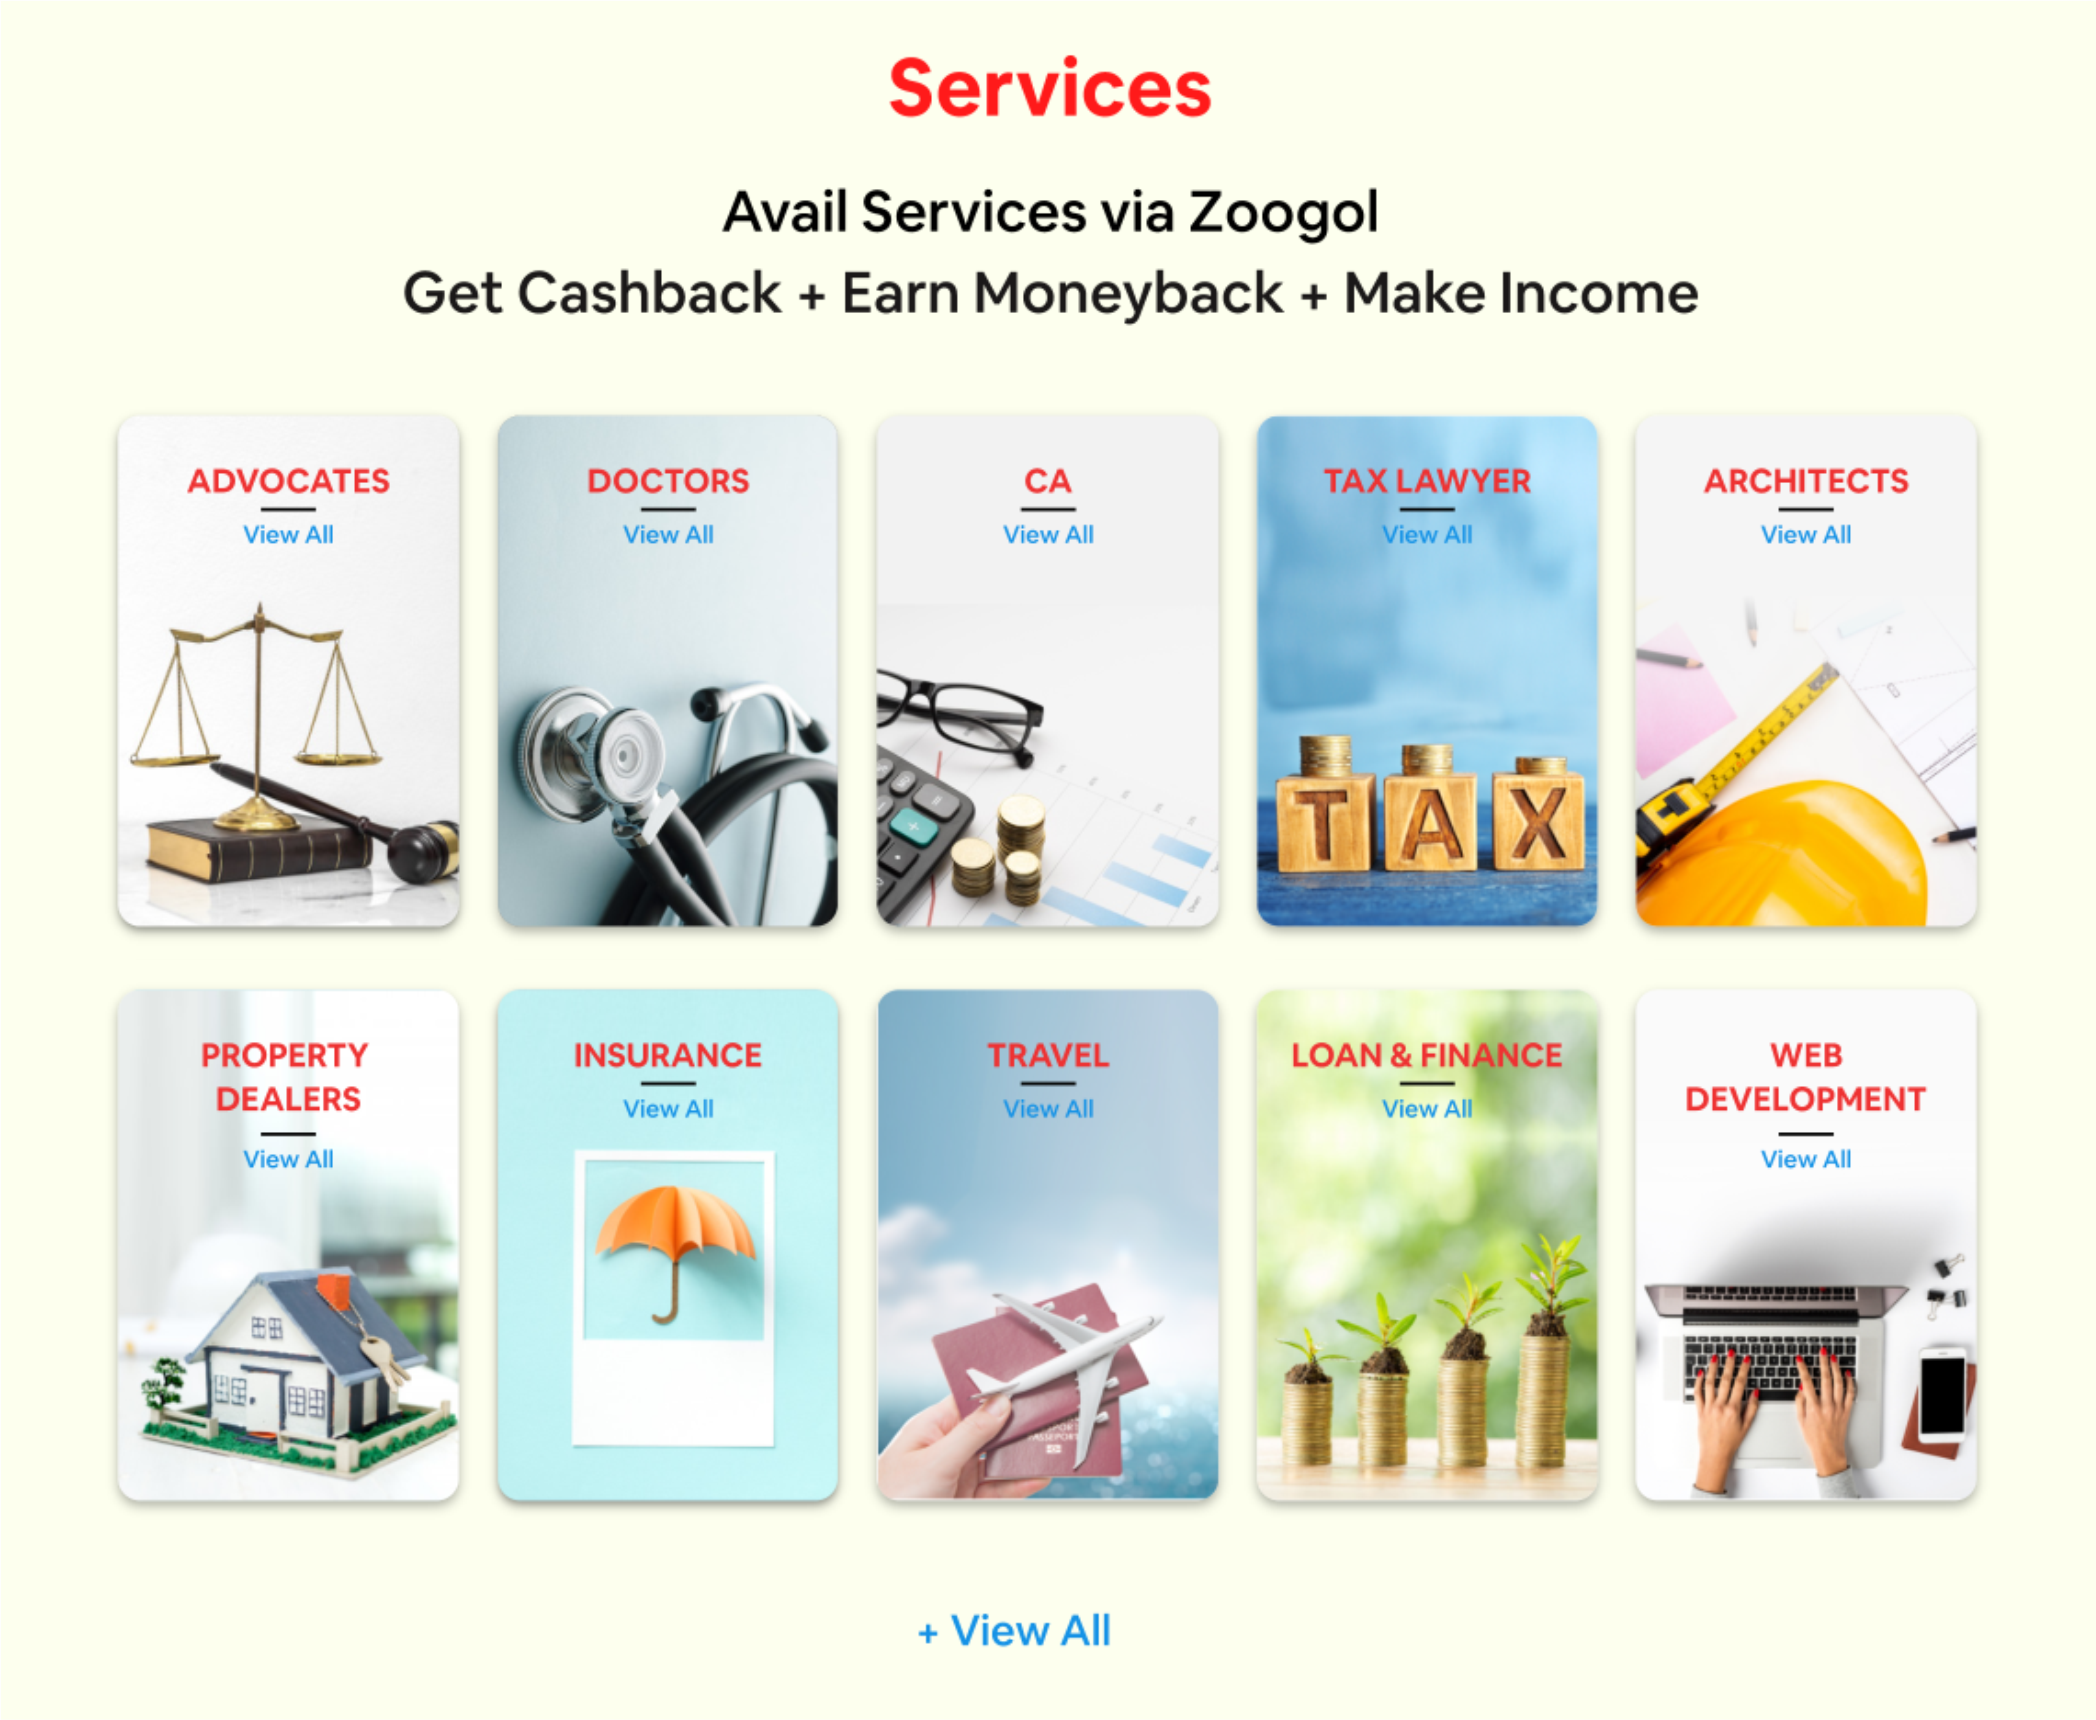 Services
Avail Services via Zoogol
Get Cashback + Earn Moneyback + Make Income
ADVOCATES
View All
DOCTORS
View All
CA
View All
TAX LAWYER
View All
ARCHITECTS
View All
TAX
PROPERTY
DEALERS
View All
INSURANCE
View All
TRAVEL
View All
LOAN & FINANCE
View All
WEB
DEVELOPMENT
View All
+ View All